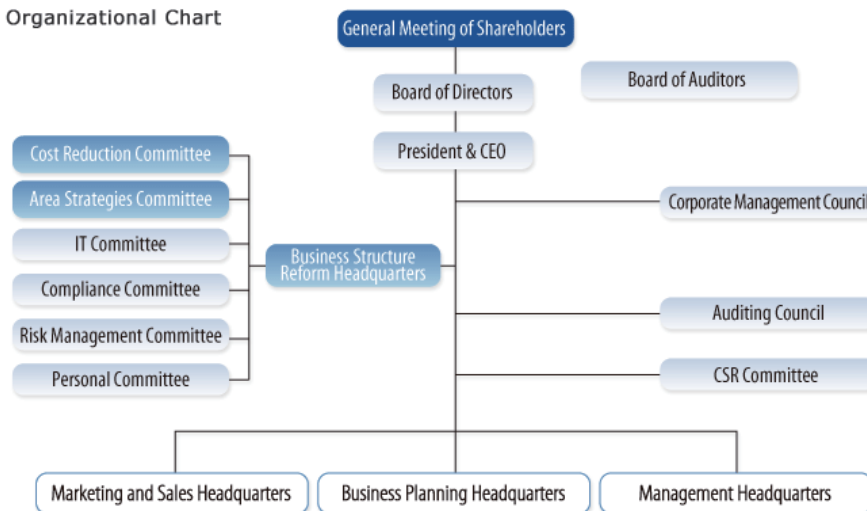 Organizational Chart
General Meeting of Shareholders
Board of Directors
Board of Auditors
President & CEO
Cost Reduction Committee
Area Strategies Committee
IT Committee
Compliance Committee
Risk Management Committee
Personal Committee
Business Structure
Reform Headquarters
Corporate Management Council
Auditing Council
CSR Committee
Marketing and Sales Headquarters
Business Planning Headquarters
Management Headquarters